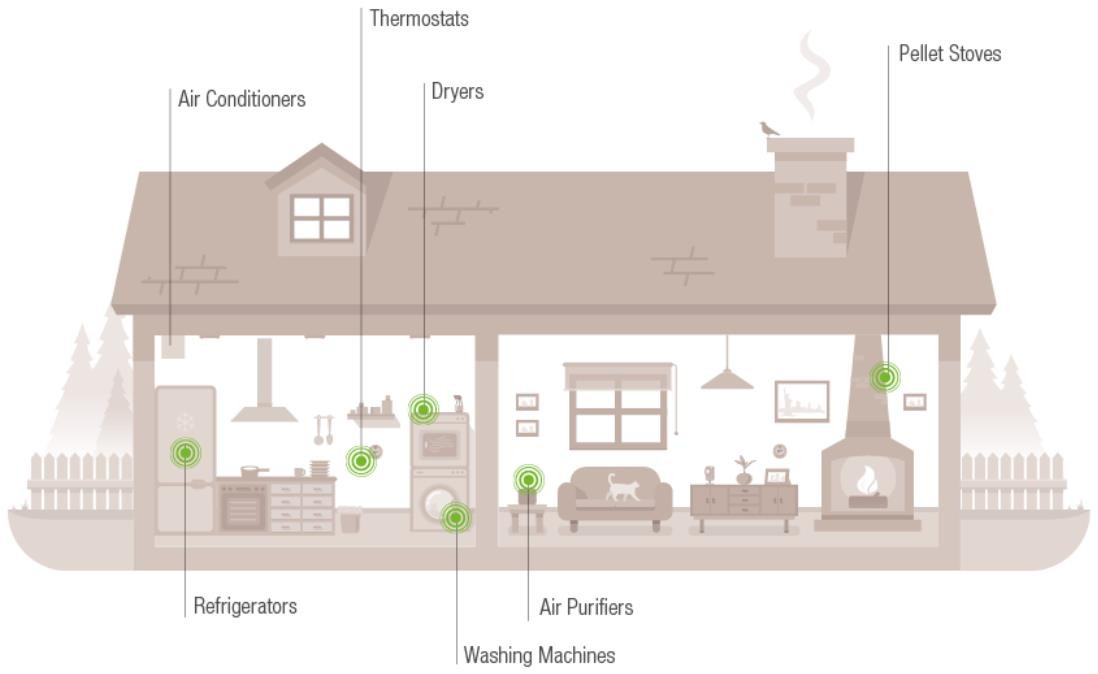 Thermostats
Pellet Stoves
Dryers
Air Conditioners
Refrigerators
Air Purifiers
Washing Machines